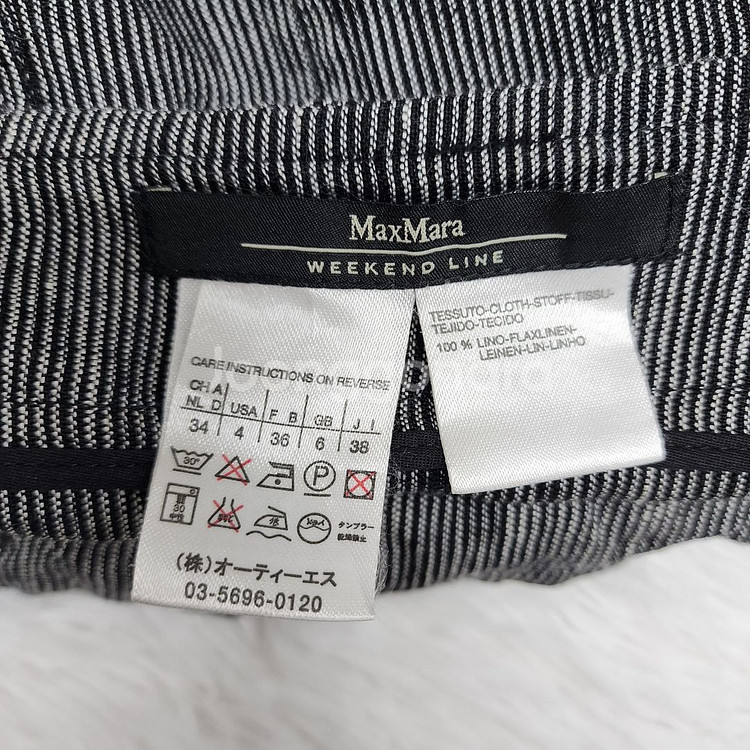 MaxMara
WEEKEND LINE
TESSUTO-CLOTH-STOFF-TISSU-
TEJIDO-TECIDO
100 % LINO-FLAXLINEN-
LEINEN-LIN-LINHO
CARE INSTRUCTIONS ON REVERSE
CH A
NL D USA F B GB J I
34 4 36 6 38
30° P
30
中性
タンブラー
乾燥禁止
(株)オーティーエス
03-5696-0120